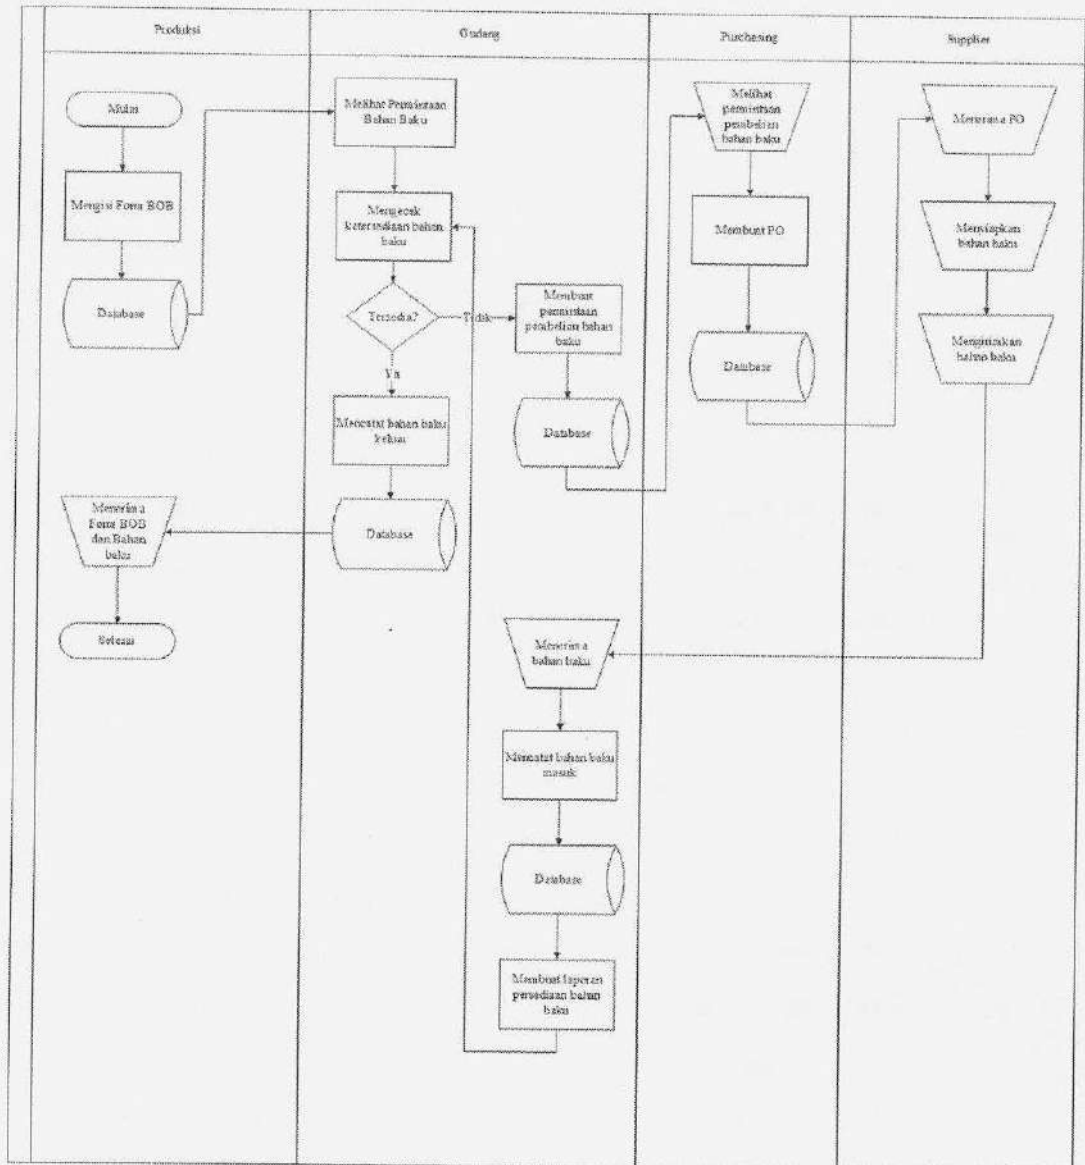 Produksi
Gudang
Purchasing
Supplier
Mulai
Mengisi Form BOB
Database
Melihat Permintaan
Bahan Baku
Mengecek
ketersediaan bahan
baku
Tersedia?
Tidak
Ya
Membuat
permintaan
pembelian bahan
baku
Database
Mencatat bahan baku
keluar
Database
Melihat
permintaan
pembelian
bahan baku
Membuat PO
Database
Menerima PO
Menyiapkan
bahan baku
Mengirimkan
bahan baku
Menerima
Form BOB
dan Bahan
baku
Selesai
Menerima
bahan baku
Mencatat bahan baku
masuk
Database
Membuat laporan
persediaan bahan
baku